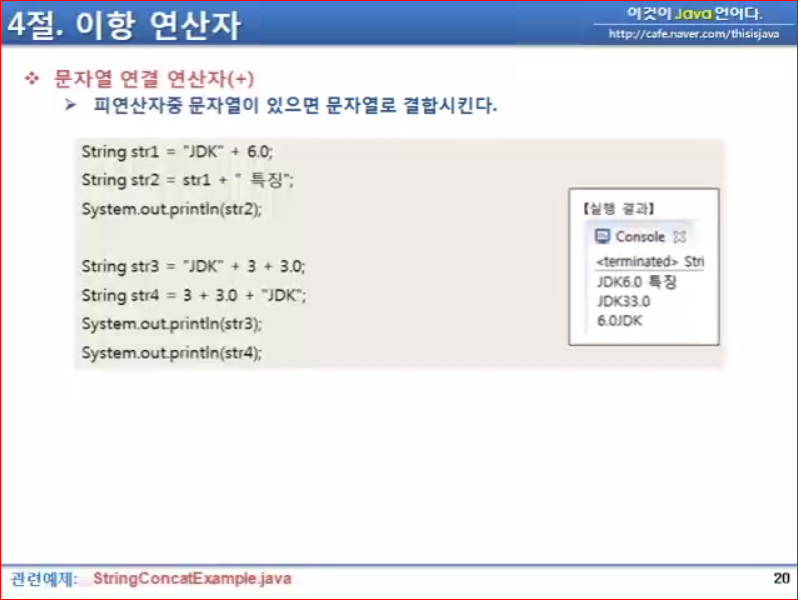 4절. 이항 연산자
이것이 Java 언어다.
http://cafe.naver.com/thisisjava
❖ 문자열 연결 연산자(+)
➢ 피연산자중 문자열이 있으면 문자열로 결합시킨다.
String str1 = "JDK" + 6.0;
String str2 = str1 + " 특징";
System.out.println(str2);
String str3 = "JDK" + 3 + 3.0;
String str4 = 3 + 3.0 + "JDK";
System.out.println(str3);
System.out.println(str4);
[실행 결과]
Console
<terminated> Stri
JDK6.0 특징
JDK33.0
6.0JDK
관련예제: StringConcatExample.java
20